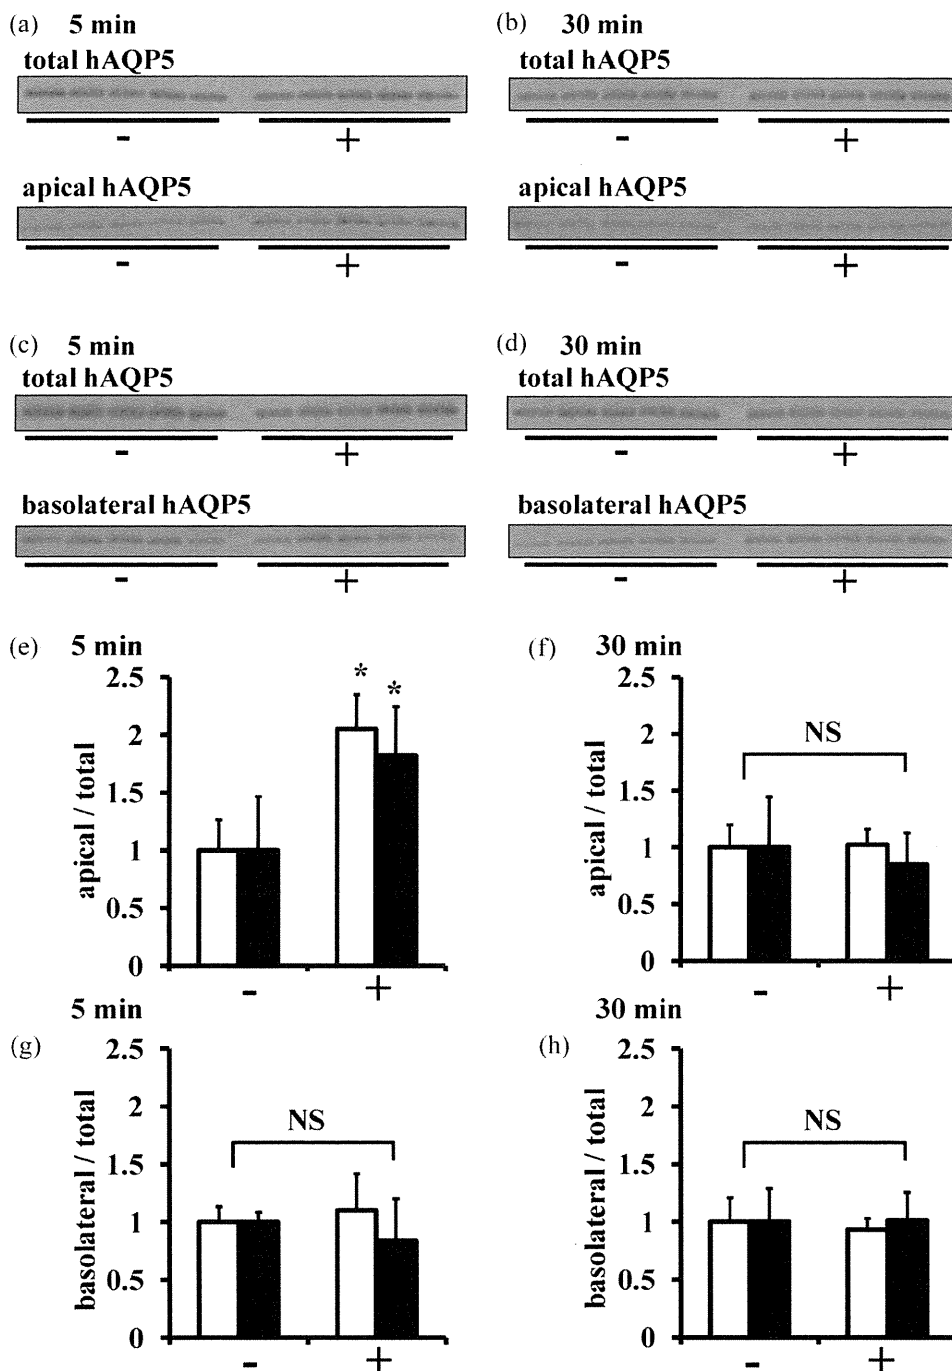 (a) 5 min
total hAQP5
- +
apical hAQP5
- +
(b) 30 min
total hAQP5
- +
apical hAQP5
- +
(c) 5 min
total hAQP5
- +
basolateral hAQP5
- +
(d) 30 min
total hAQP5
- +
basolateral hAQP5
- +
(e) 5 min
apical / total
2.5
2
1.5
1
0.5
0
* *
- +
(f) 30 min
apical / total
2.5
2
1.5
1
0.5
0
NS
- +
(g) 5 min
basolateral / total
2.5
2
1.5
1
0.5
0
NS
- +
(h) 30 min
basolateral / total
2.5
2
1.5
1
0.5
0
NS
- +